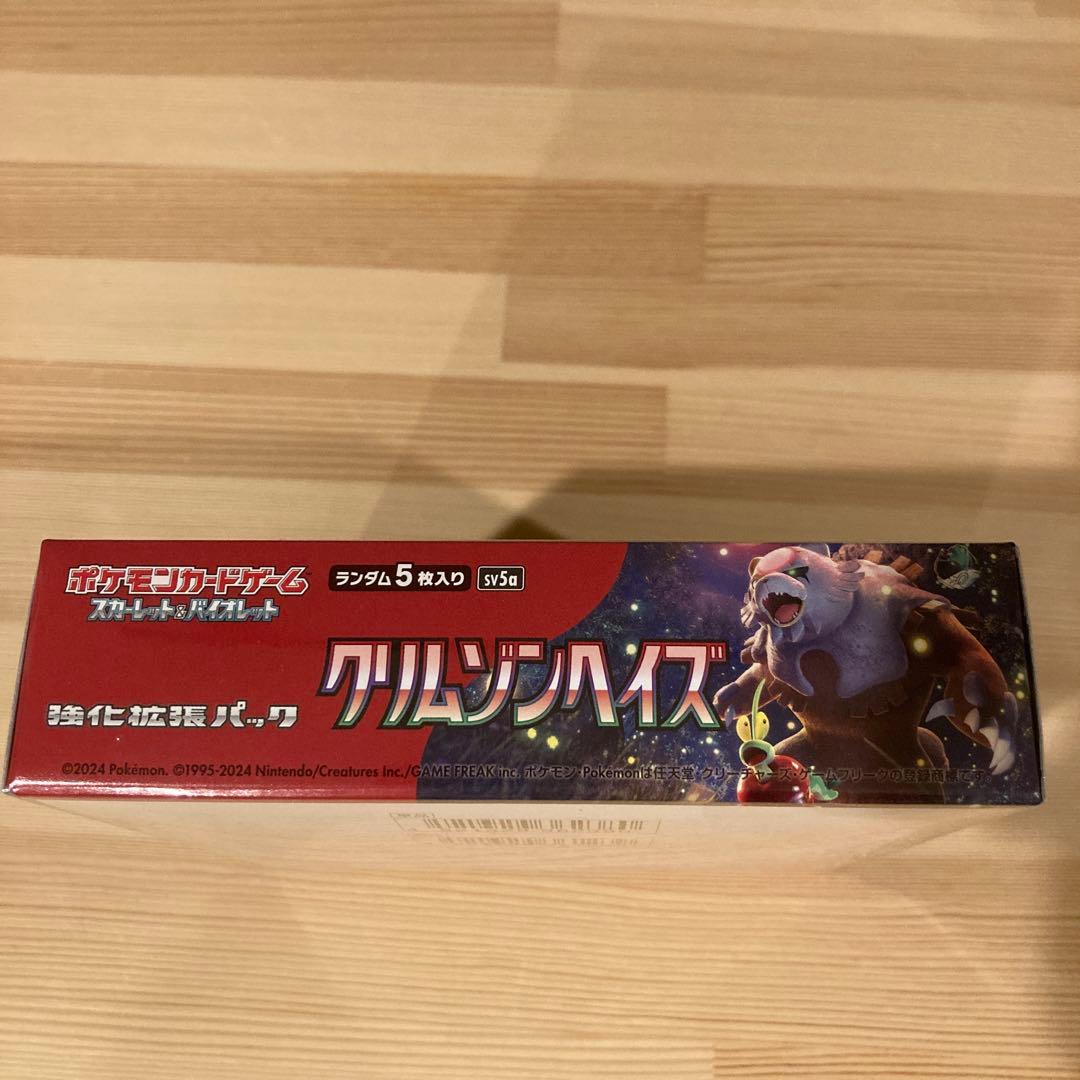 ポケモンカードゲーム
スカーレット&バイオレット
ランダム5枚入り
sv5a
クリムゾンヘイズ
強化拡張パック
©2024 Pokémon. ©1995-2024 Nintendo/Creatures Inc./GAME FREAK inc. ポケモン・Pokémonは任天堂・クリーチャーズ・ゲームフリークの登録商標です。